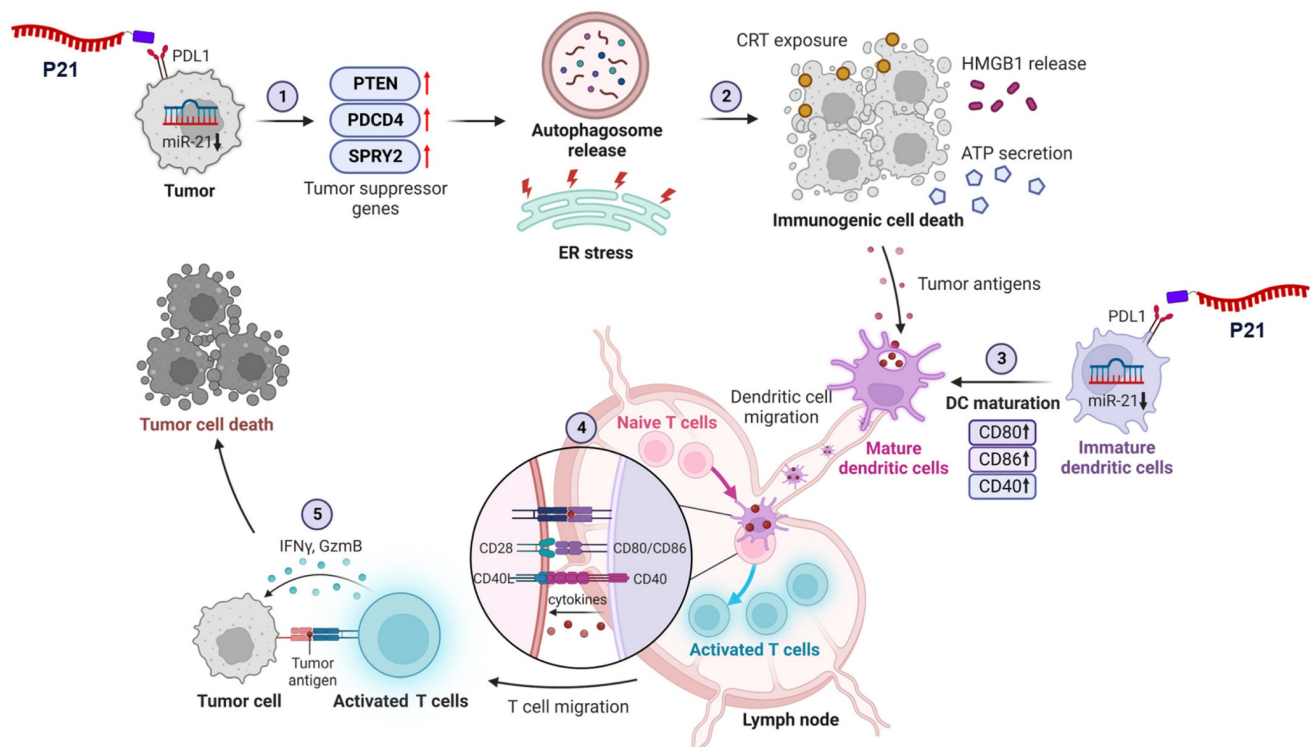 P21
PDL1
miR-21
Tumor
1
PTEN
PDCD4
SPRY2
Tumor suppressor
genes
Autophagosome
release
ER stress
2
CRT exposure
HMGB1 release
ATP secretion
Immunogenic cell death
Tumor antigens
PDL1
P21
miR-21
Immature
dendritic cells
3
DC maturation
CD80
CD86
CD40
Mature
dendritic cells
Dendritic cell
migration
Naive T cells
4
CD28
CD80/CD86
CD40L
CD40
cytokines
Activated T cells
Lymph node
T cell migration
5
IFNγ, GzmB
Tumor
antigen
Tumor cell
Activated T cells
Tumor cell death